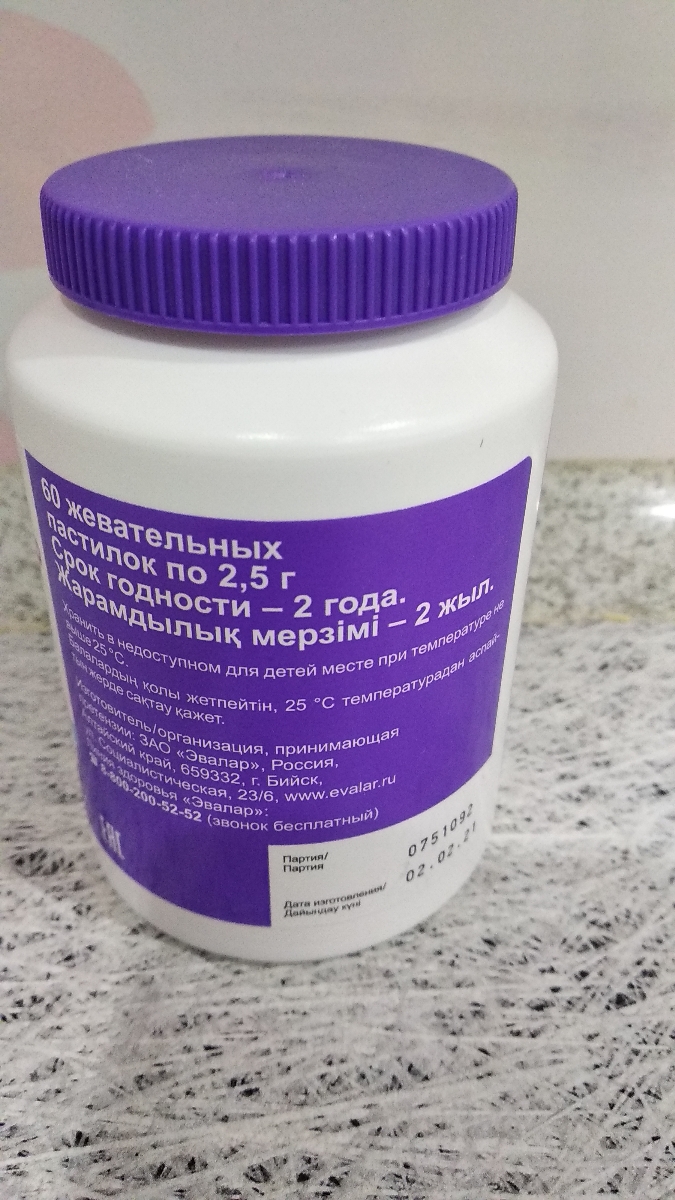 60 жевательных
пастилок по 2,5 г
Срок годности – 2 года.
Жарамдылық мерзімі – 2 жыл.
Хранить в недоступном для детей месте при температуре не
выше 25 °С.
Балалардың қолы жетпейтін, 25 °С температурадан аспай-
тын жерде сақтау қажет.
Изготовитель/организация, принимающая
претензии: ЗАО «Эвалар», Россия,
Алтайский край, 659332, г. Бийск,
ул. Социалистическая, 23/6, www.evalar.ru
Линия здоровья «Эвалар»:
8-800-200-52-52 (звонок бесплатный)
EAC
Партия/
Партия
0751092
02.02.21
Дата изготовления/
Дайындау күні